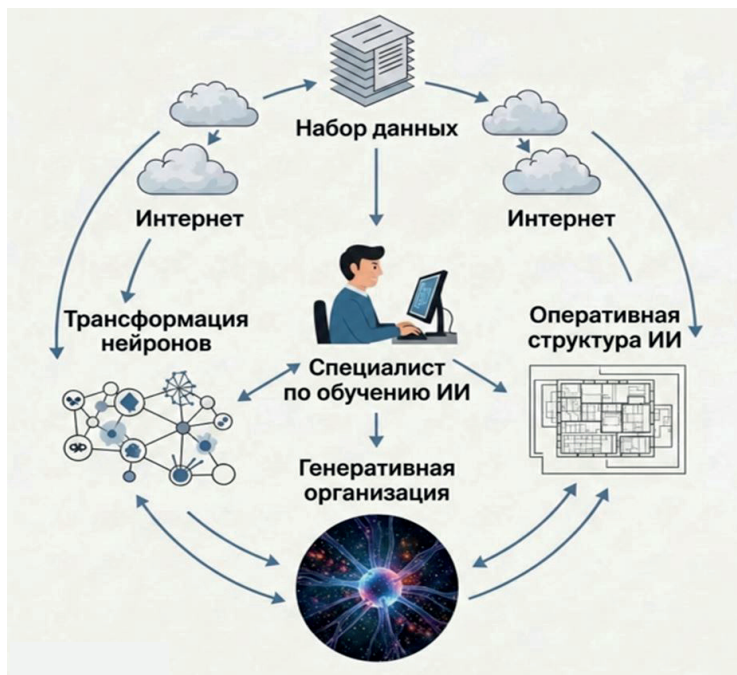 Набор данных
Интернет
Интернет
Трансформация
нейронов
Специалист
по обучению ИИ
Оперативная
структура ИИ
Генеративная
организация